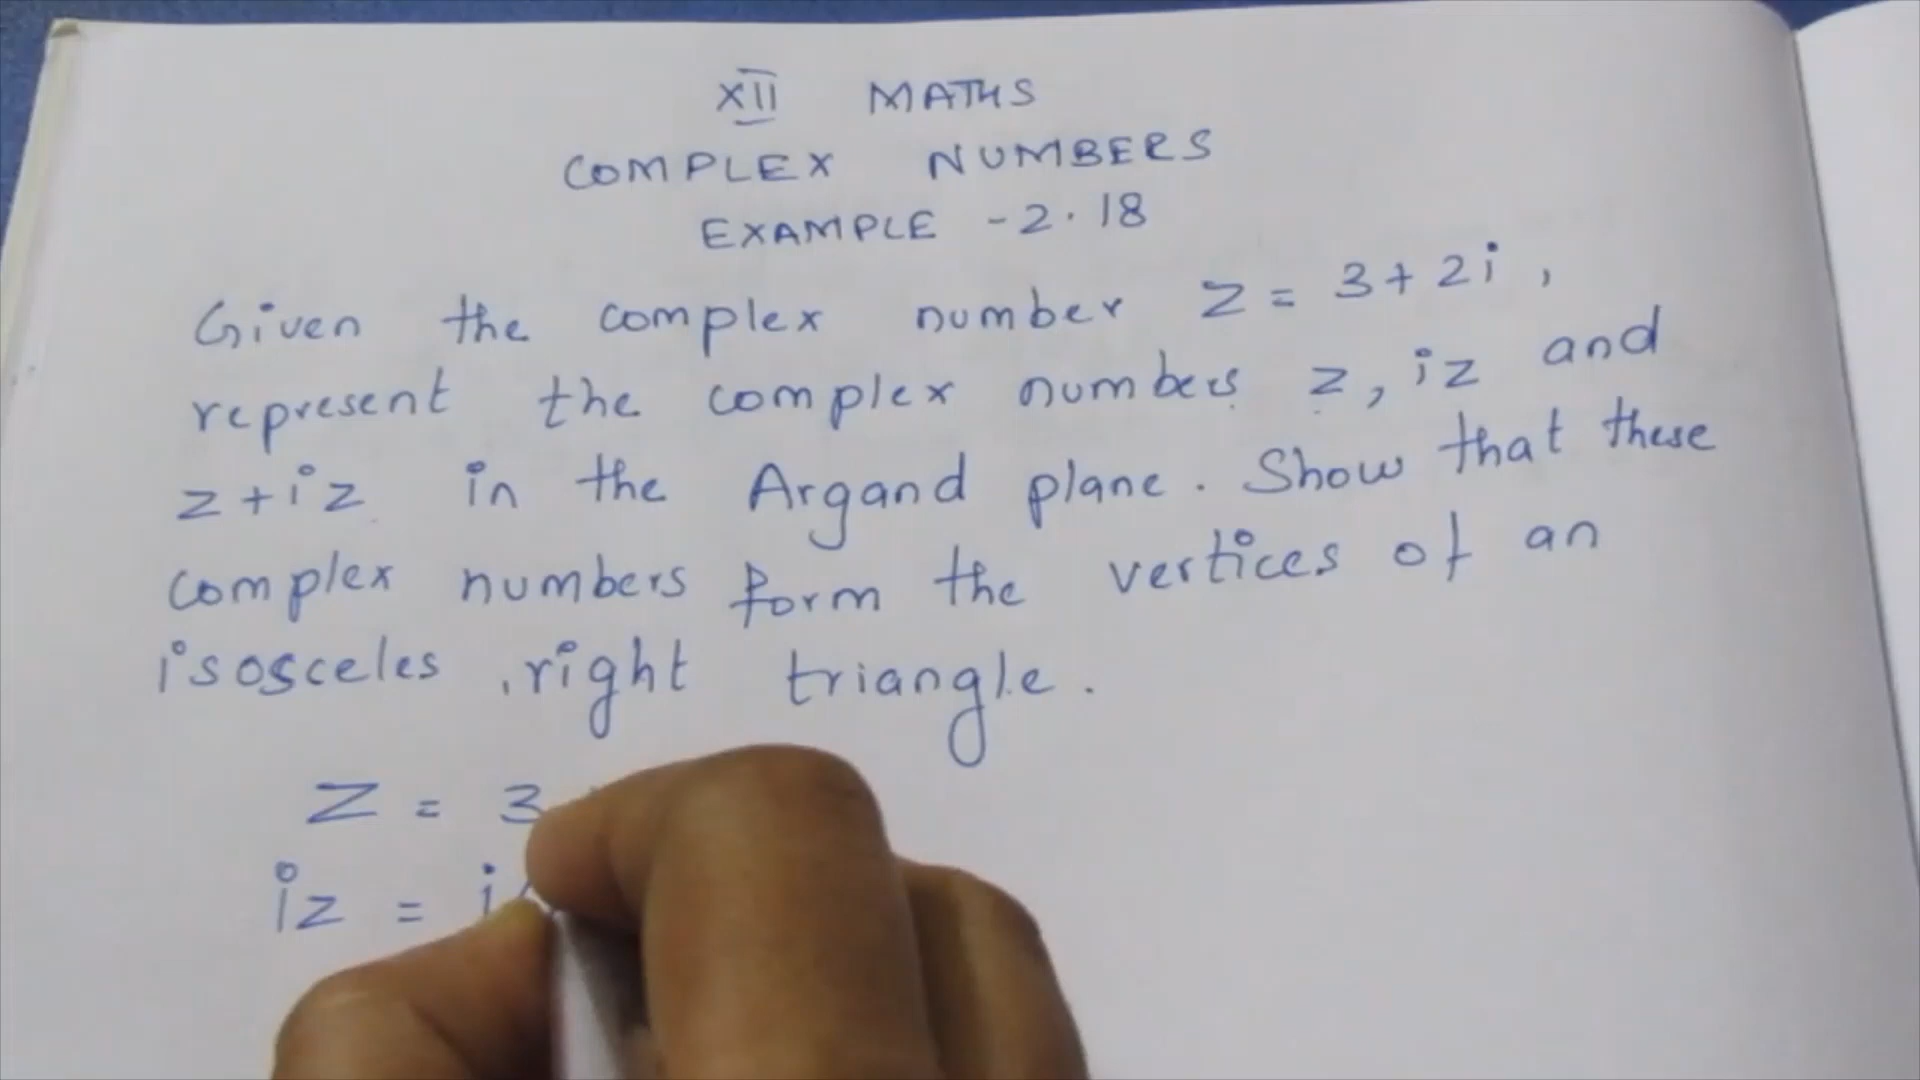 XII MATHS
COMPLEX NUMBERS
EXAMPLE - 2.18
Given the complex number z = 3 + 2i,
represent the complex numbers z, iz and
z + iz in the Argand plane. Show that these
complex numbers form the vertices of an
isosceles right triangle.
z = 3
iz = i